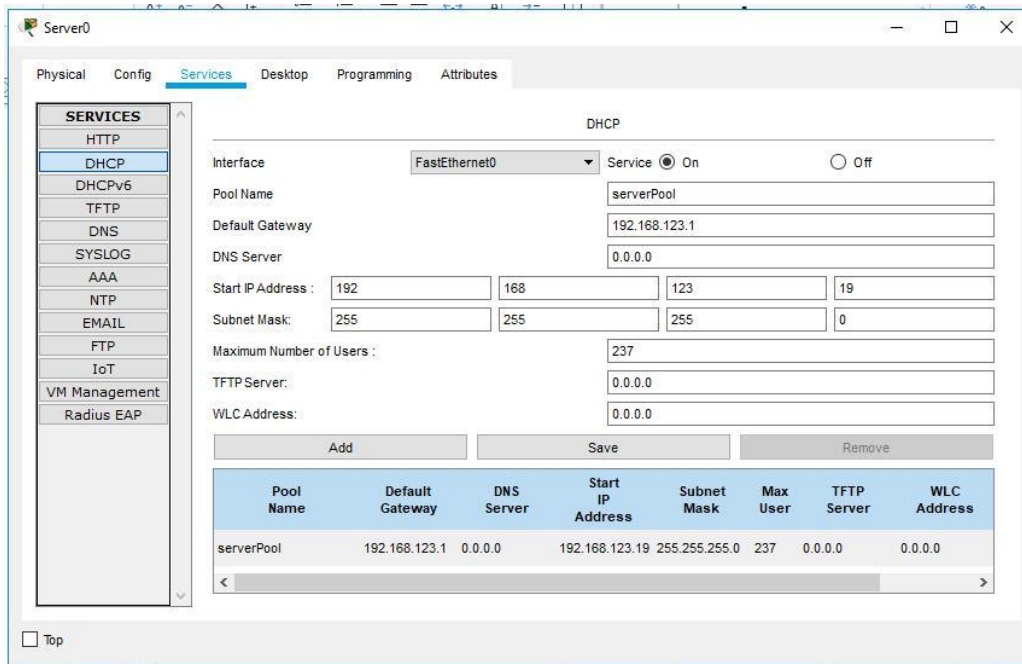 Server0
Physical Config Services Desktop Programming Attributes
SERVICES
HTTP
DHCP
DHCPv6
TFTP
DNS
SYSLOG
AAA
NTP
EMAIL
FTP
IoT
VM Management
Radius EAP
DHCP
Interface FastEthernet0 Service On Off
Pool Name serverPool
Default Gateway 192.168.123.1
DNS Server 0.0.0.0
Start IP Address : 192 168 123 19
Subnet Mask: 255 255 255 0
Maximum Number of Users : 237
TFTP Server: 0.0.0.0
WLC Address: 0.0.0.0
Add Save Remove
Pool Name Default Gateway DNS Server Start IP Address Subnet Mask Max User TFTP Server WLC Address
serverPool 192.168.123.1 0.0.0.0 192.168.123.19 255.255.255.0 237 0.0.0.0 0.0.0.0
Top